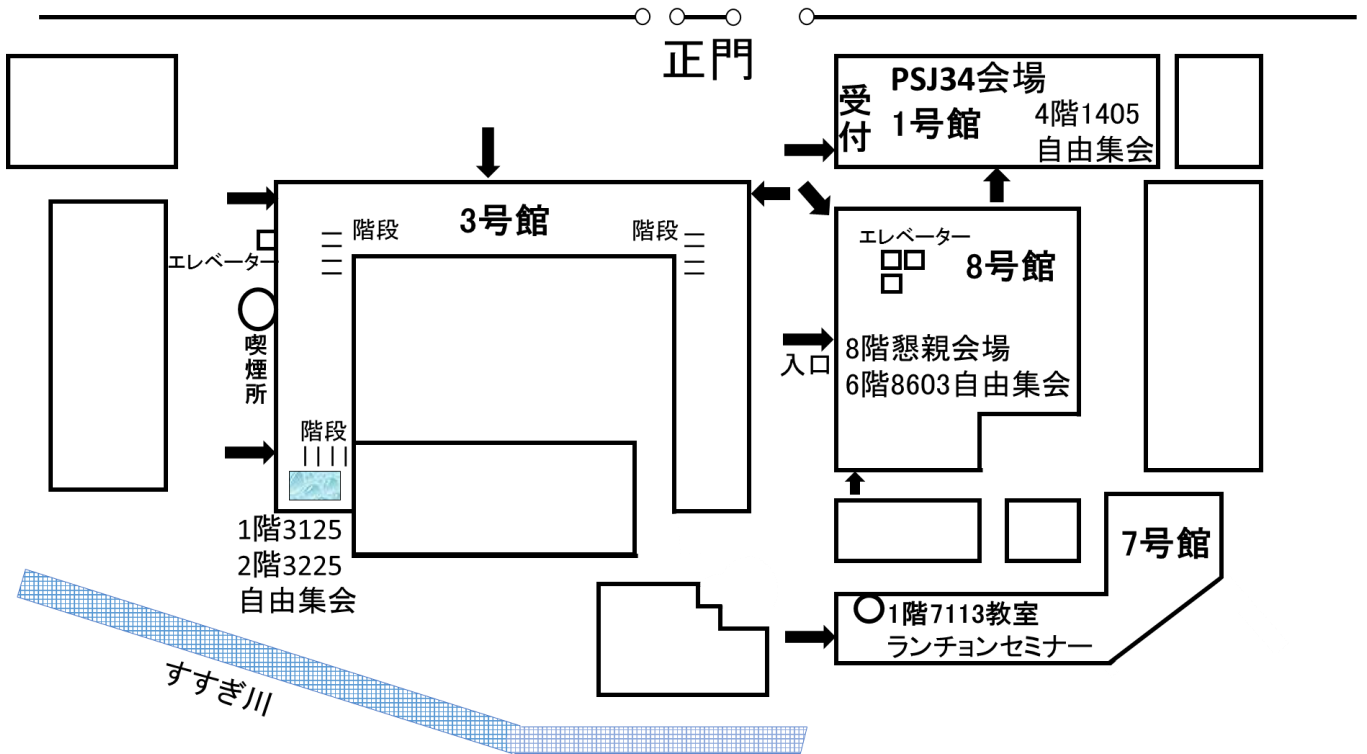 正門
PSJ34会場
受付
1号館
4階1405
自由集会
3号館
階段
階段
エレベーター
喫煙所
階段
1階3125
2階3225
自由集会
エレベーター
8号館
入口
8階懇親会場
6階8603自由集会
7号館
1階7113教室
ランチョンセミナー
すすぎ川